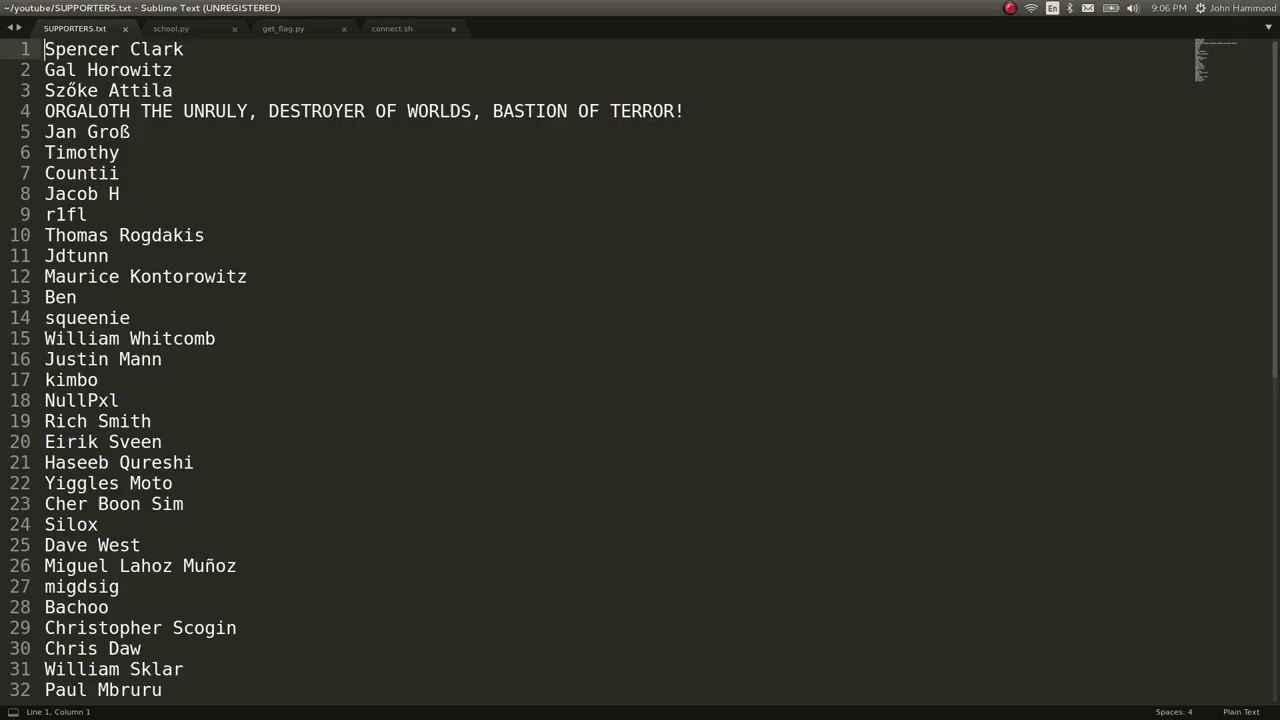 ~/youtube/SUPPORTERS.txt - Sublime Text (UNREGISTERED)
En
9:06 PM
John Hammond
SUPPORTERS.txt ×
school.py ×
get_flag.py ×
connect.sh
1 Spencer Clark
2 Gal Horowitz
3 Szőke Attila
4 ORGALOTH THE UNRULY, DESTROYER OF WORLDS, BASTION OF TERROR!
5 Jan Groß
6 Timothy
7 Countii
8 Jacob H
9 r1fl
10 Thomas Rogdakis
11 Jdtunn
12 Maurice Kontorowitz
13 Ben
14 squeenie
15 William Whitcomb
16 Justin Mann
17 kimbo
18 NullPxl
19 Rich Smith
20 Eirik Sveen
21 Haseeb Qureshi
22 Yiggles Moto
23 Cher Boon Sim
24 Silox
25 Dave West
26 Miguel Lahoz Muñoz
27 migdsig
28 Bachoo
29 Christopher Scogin
30 Chris Daw
31 William Sklar
32 Paul Mbruru
Line 1, Column 1
Spaces: 4
Plain Text